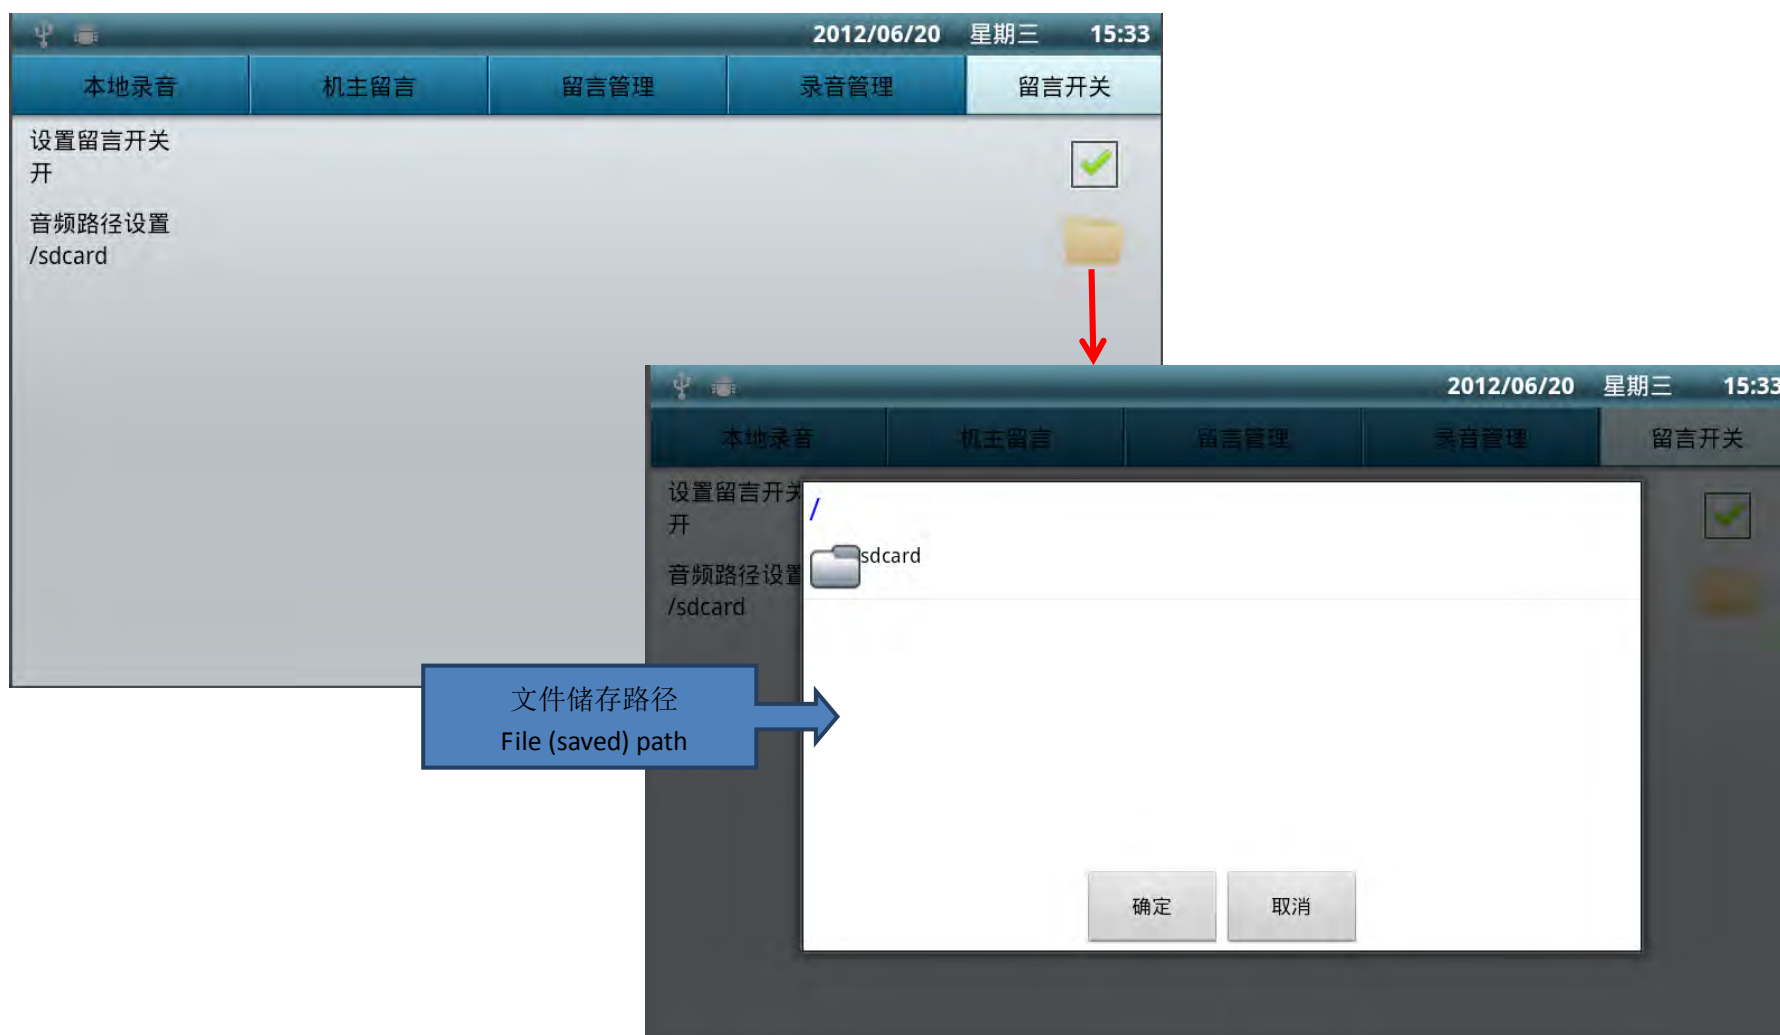 2012/06/20 星期三 15:33
本地录音 机主留言 留言管理 录音管理 留言开关
设置留言开关
开
音频路径设置
/sdcard
2012/06/20 星期三 15:33
本地录音 机主留言 留言管理 录音管理 留言开关
设置留言开关
开
音频路径设置
/sdcard
/
sdcard
确定 取消
文件储存路径
File (saved) path